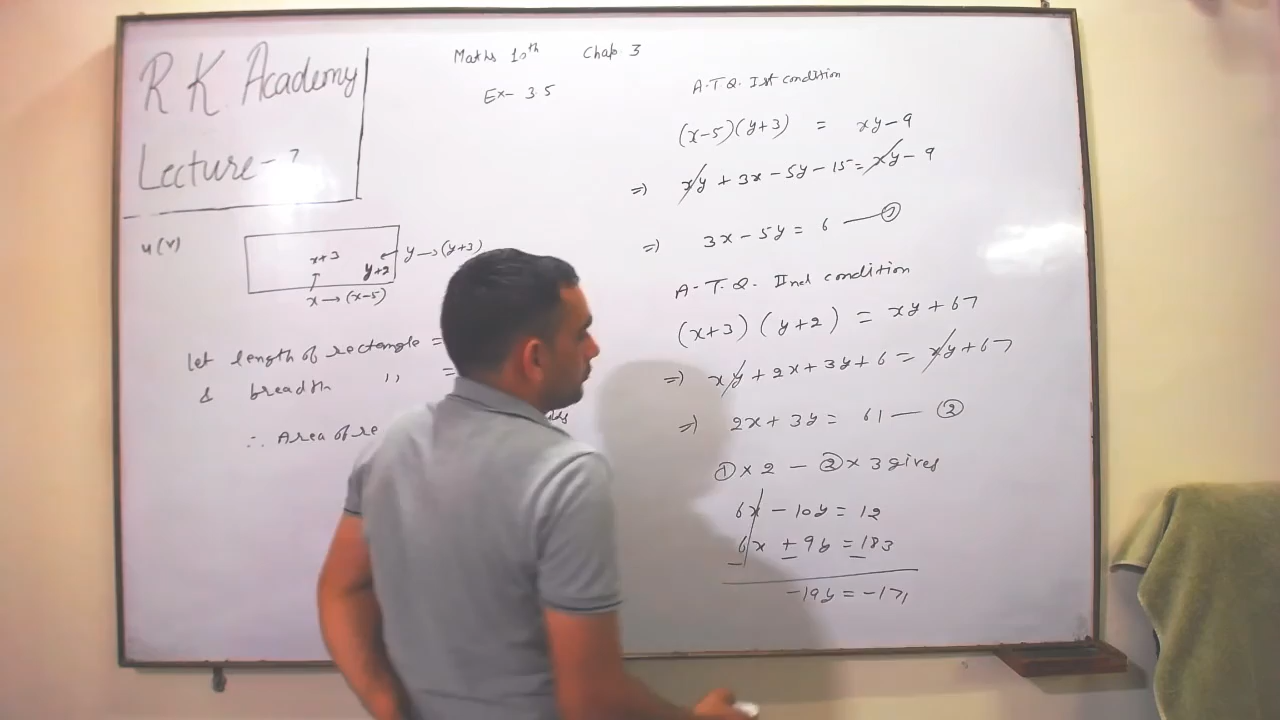 R K Academy
Lecture - 7
Maths 10th Chap. 3
Ex- 3.5
4(v)
x+3
y+2
y → (y+3)
x → (x-5)
let length of rectangle =
& breadth ,, =
∴ Area of re
A.T.Q. Ist condition
(x-5)(y+3) = xy-9
=) xy + 3x - 5y - 15 = xy - 9
=) 3x - 5y = 6 — ①
A.T.Q. IInd condition
(x+3) (y+2) = xy + 67
=) xy + 2x + 3y + 6 = xy + 67
=) 2x + 3y = 61 — ②
① × 2 - ② × 3 gives
6x - 10y = 12
6x + 9y = 183
-19y = -171